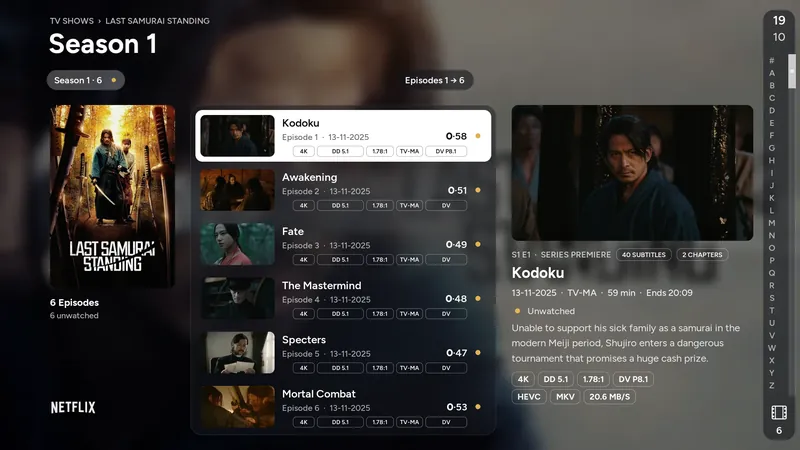 TV SHOWS › LAST SAMURAI STANDING
Season 1
Season 1 · 6
Episodes 1 → 6
LAST SAMURAI
STANDING
6 Episodes
6 unwatched
NETFLIX
Kodoku
Episode 1 · 13-11-2025
0:58
4K DD 5.1 1.78:1 TV-MA DV P8.1
Awakening
Episode 2 · 13-11-2025
0:51
4K DD 5.1 1.78:1 TV-MA DV
Fate
Episode 3 · 13-11-2025
0:49
4K DD 5.1 1.78:1 TV-MA DV
The Mastermind
Episode 4 · 13-11-2025
0:48
4K DD 5.1 1.78:1 TV-MA DV
Specters
Episode 5 · 13-11-2025
0:47
4K DD 5.1 1.78:1 TV-MA DV
Mortal Combat
Episode 6 · 13-11-2025
0:53
4K DD 5.1 1.78:1 TV-MA DV
S1 E1 · SERIES PREMIERE 40 SUBTITLES 2 CHAPTERS
Kodoku
13-11-2025 · TV-MA · 59 min · Ends 20:09
Unwatched
Unable to support his sick family as a samurai in the
modern Meiji period, Shujiro enters a dangerous
tournament that promises a huge cash prize.
4K DD 5.1 1.78:1 DV P8.1
HEVC MKV 20.6 MB/S
19
10
#
A
B
C
D
E
F
G
H
I
J
K
L
M
N
O
P
Q
R
S
T
U
V
W
X
Y
Z
6